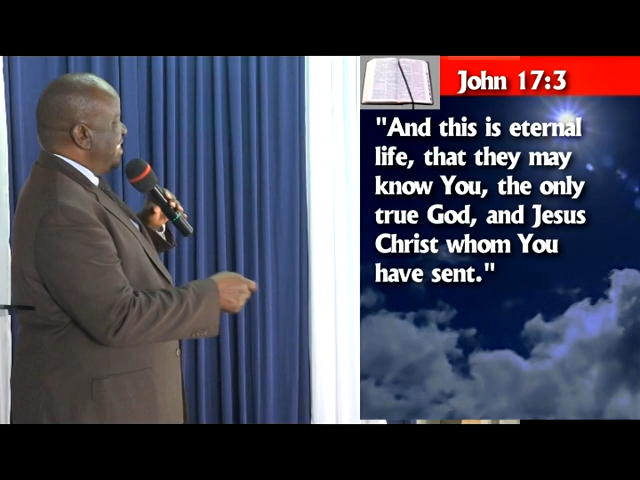 John 17:3
"And this is eternal
life, that they may
know You, the only
true God, and Jesus
Christ whom You
have sent."